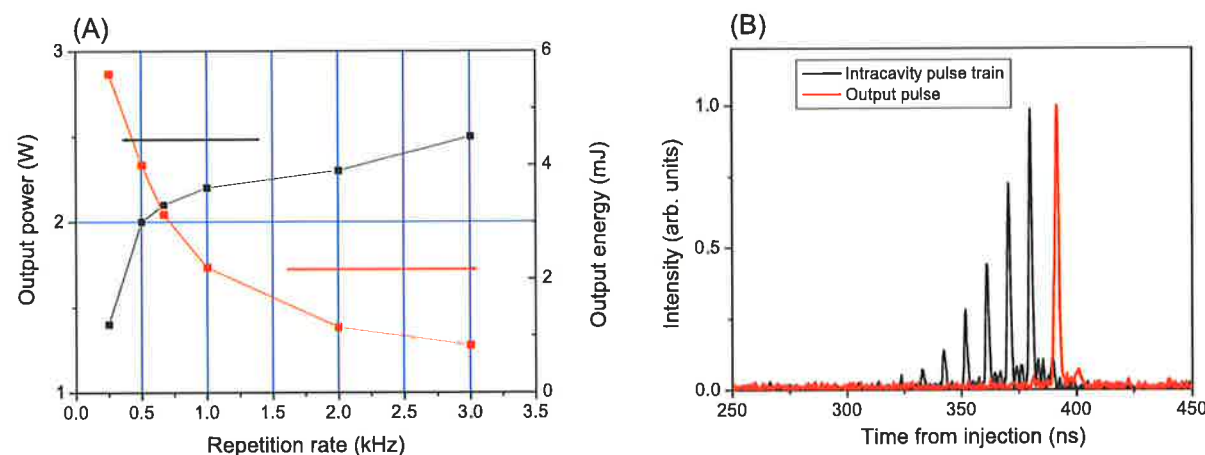 (A)
Output power (W)
3
2
1
6
4
2
0
Output energy (mJ)
0.0 0.5 1.0 1.5 2.0 2.5 3.0 3.5
Repetition rate (kHz)
(B)
Intensity (arb. units)
1.0
0.5
0.0
Intracavity pulse train
Output pulse
250 300 350 400 450
Time from injection (ns)